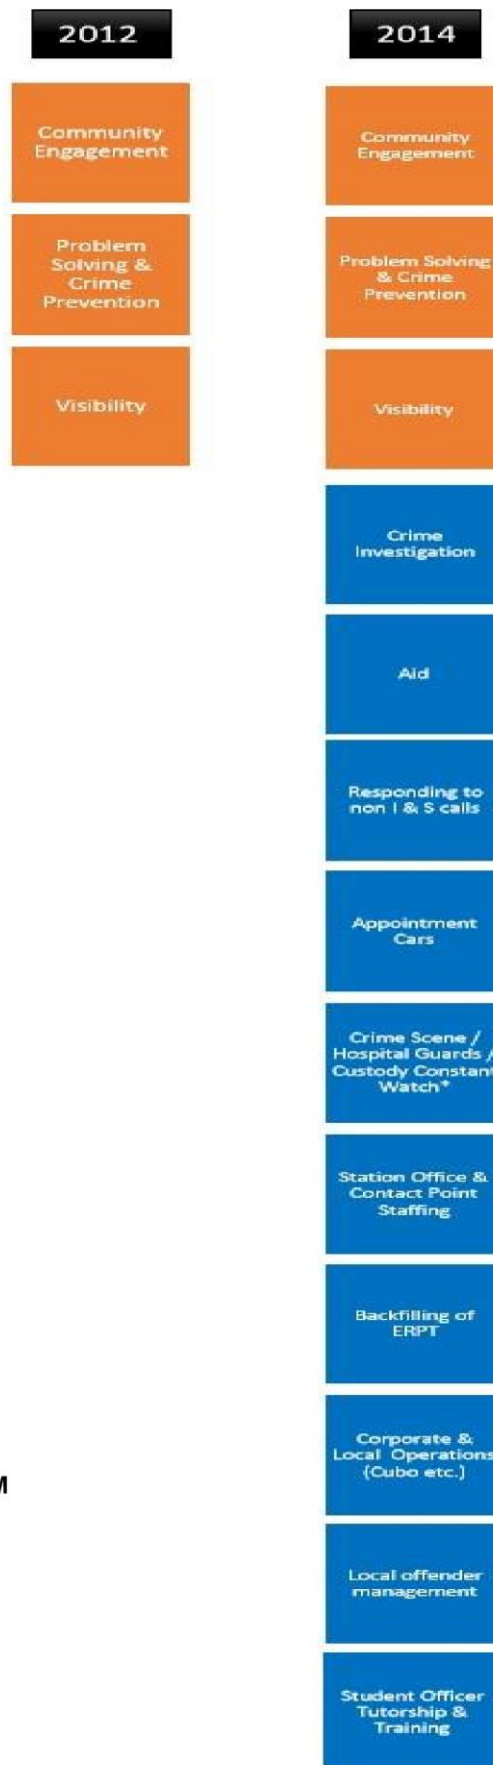 2012
Community
Engagement
Problem
Solving &
Crime
Prevention
Visibility
2014
Community
Engagement
Problem Solving
& Crime
Prevention
Visibility
Crime
Investigation
Aid
Responding to
non I & S calls
Appointment
Cars
Crime Scene /
Hospital Guards /
Custody Constant
Watch*
Station Office &
Contact Point
Staffing
Backfilling of
ERPT
Corporate &
Local Operations
(Cubo etc.)
Local offender
management
Student Officer
Tutorship &
Training
M